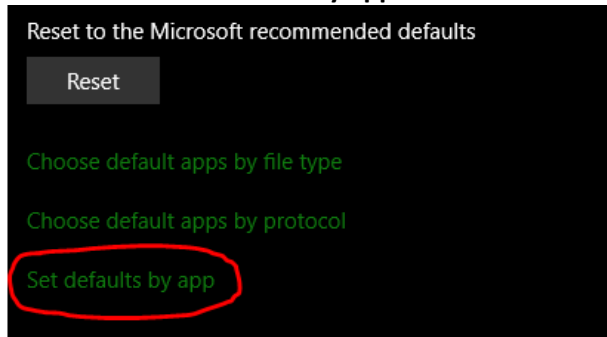 Reset to the Microsoft recommended defaults
Reset
Choose default apps by file type
Choose default apps by protocol
Set defaults by app